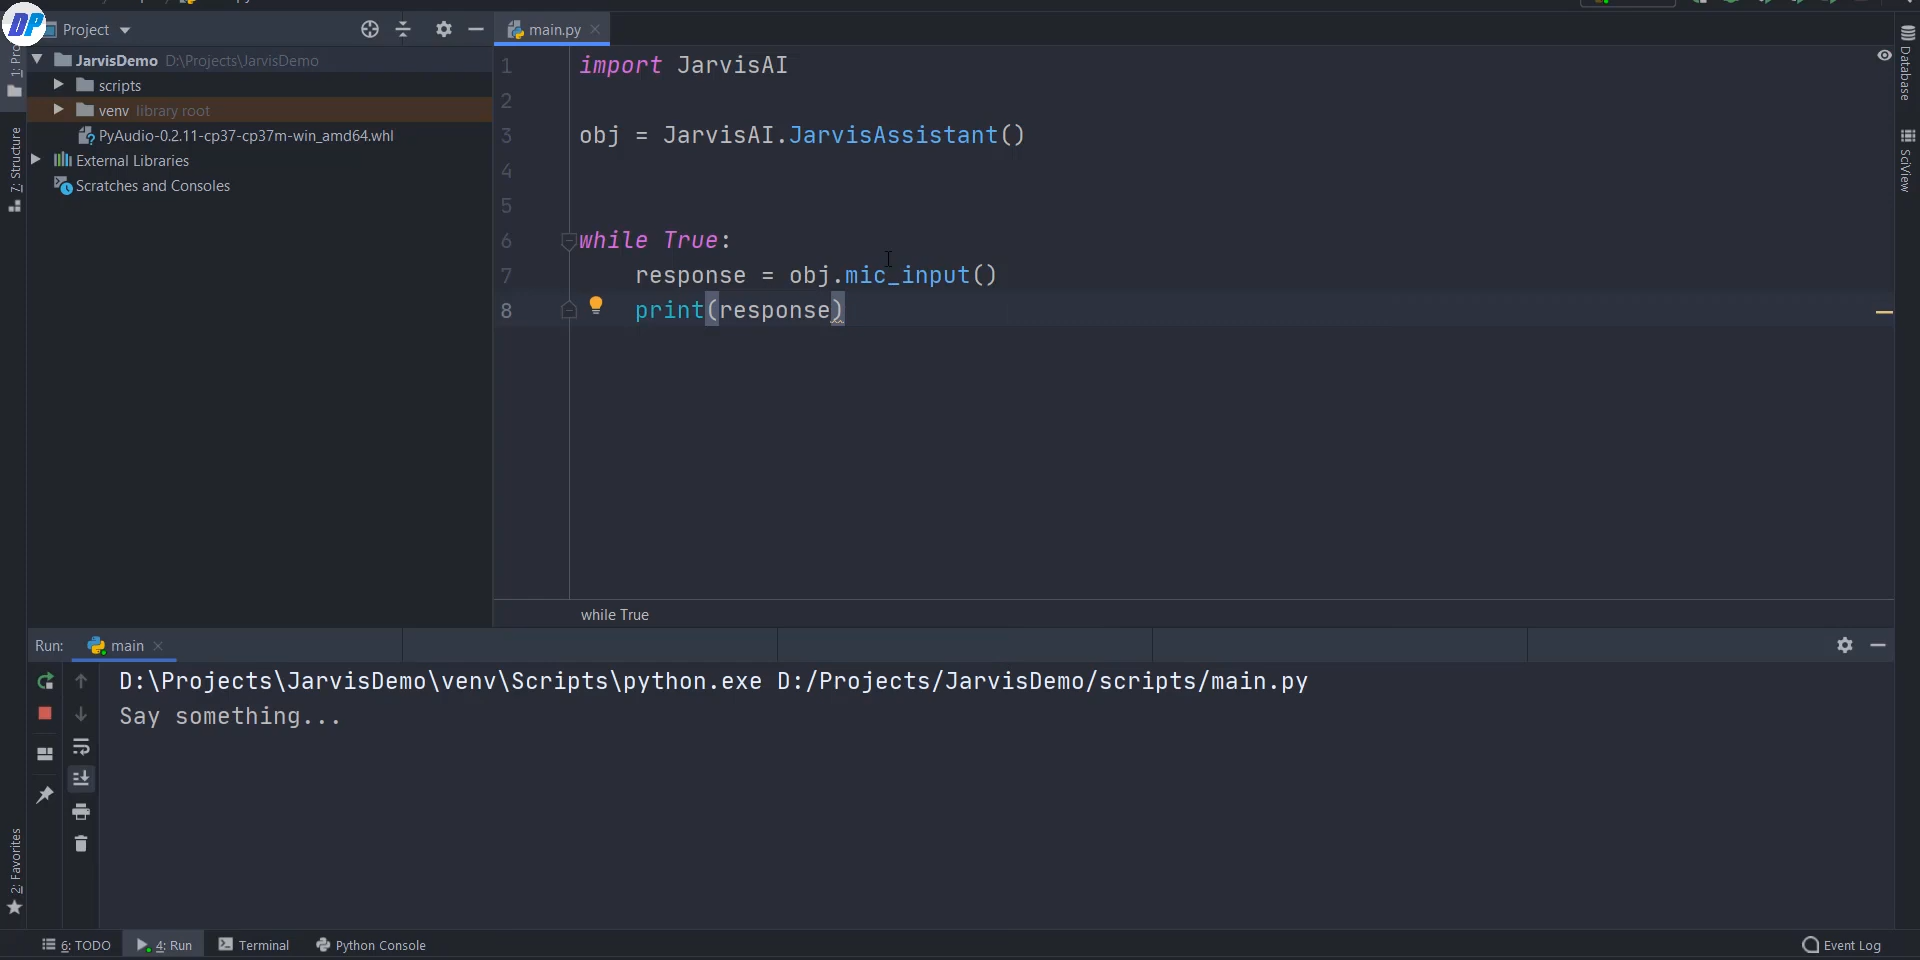 DP
Project
main.py
JarvisDemo D:\Projects\JarvisDemo
scripts
venv library root
PyAudio-0.2.11-cp37-cp37m-win_amd64.whl
External Libraries
Scratches and Consoles
7: Structure
2: Favorites
1 import JarvisAI
2
3 obj = JarvisAI.JarvisAssistant()
4
5
6 while True:
7 response = obj.mic_input()
8 print(response)
while True
Database
SciView
Run: main
D:\Projects\JarvisDemo\venv\Scripts\python.exe D:/Projects/JarvisDemo/scripts/main.py
Say something...
6: TODO
4: Run
Terminal
Python Console
Event Log